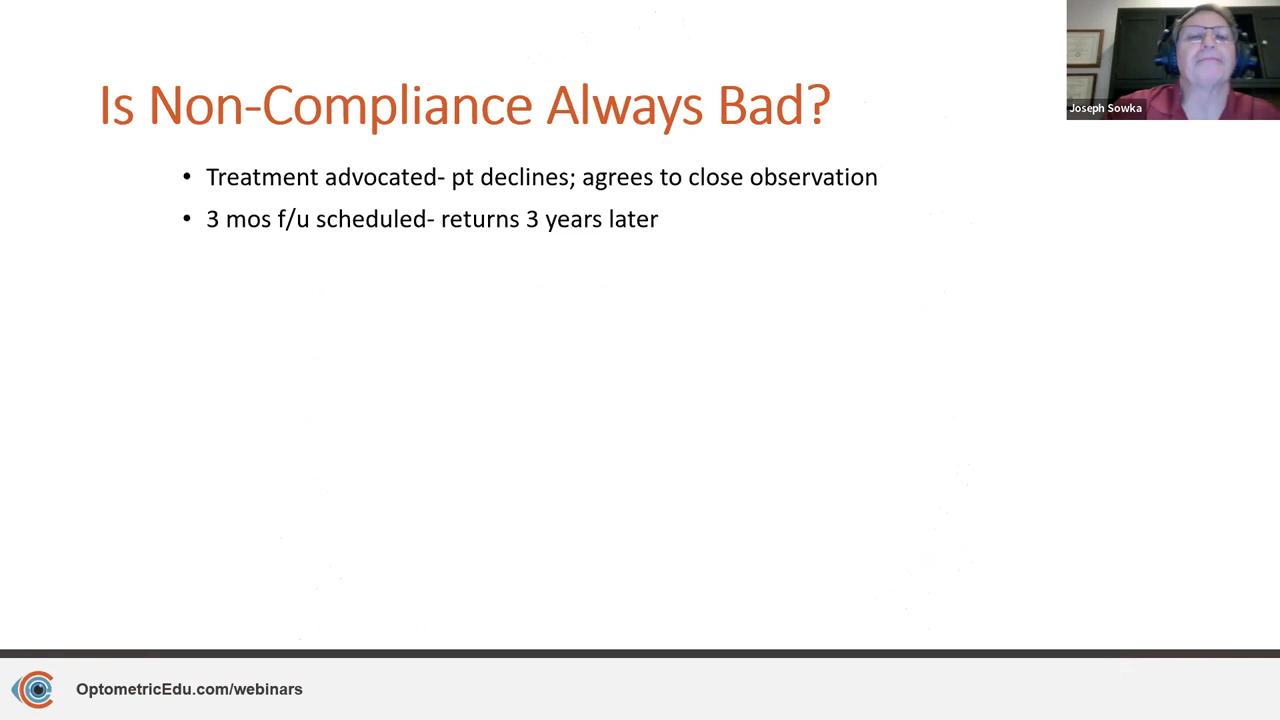 Joseph Sowka
Is Non-Compliance Always Bad?
• Treatment advocated- pt declines; agrees to close observation
• 3 mos f/u scheduled- returns 3 years later
OptometricEdu.com/webinars